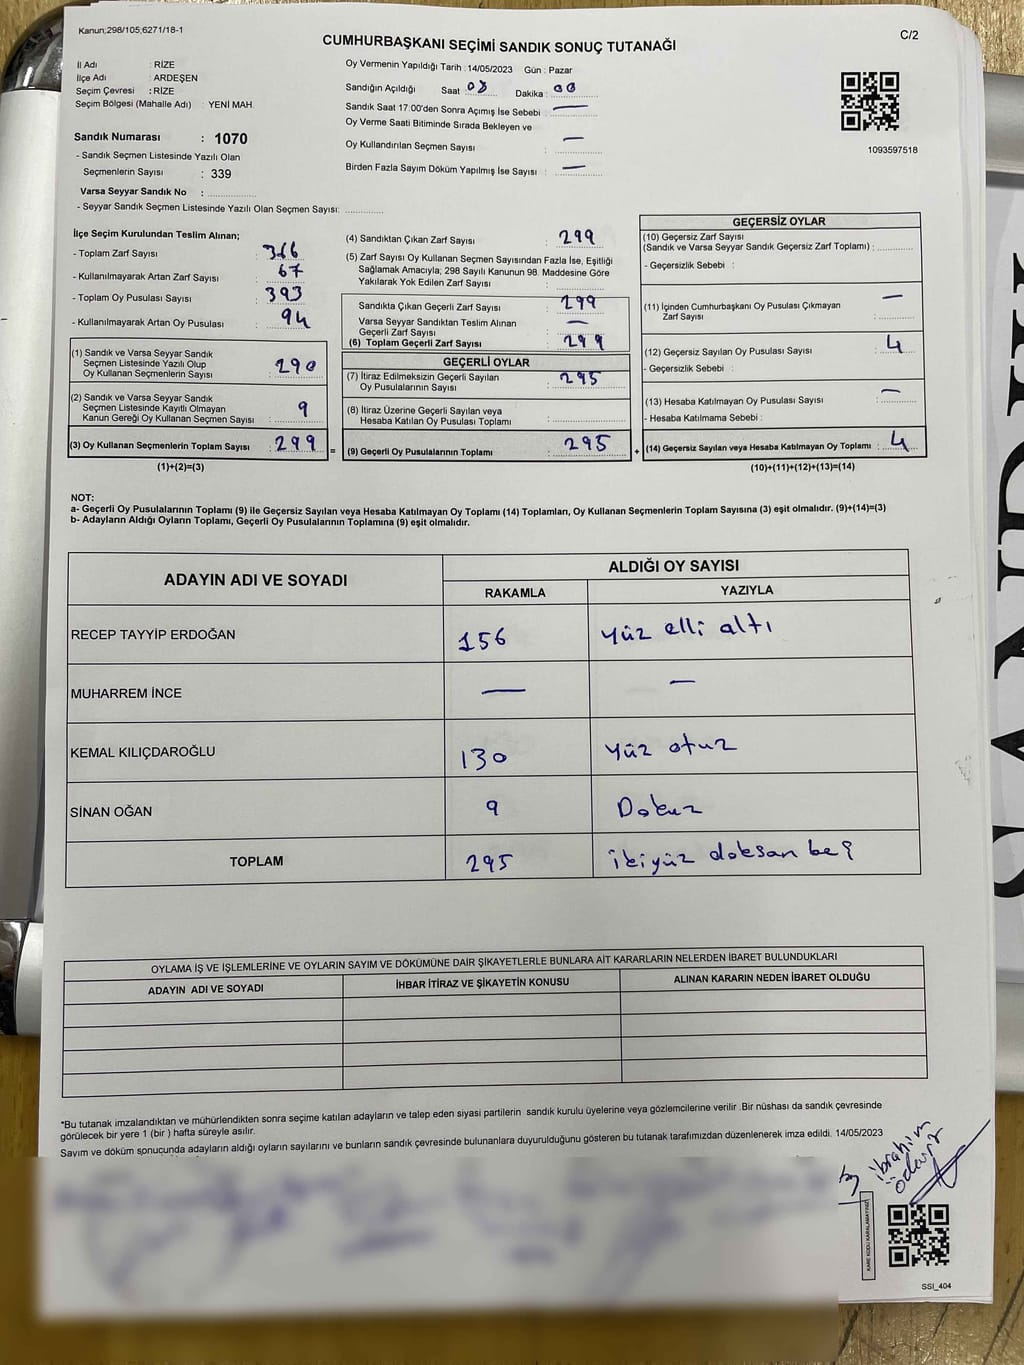 Kanun;298/105;6271/18-1
C/2
CUMHURBAŞKANI SEÇİMİ SANDIK SONUÇ TUTANAĞI
İl Adı : RİZE
İlçe Adı : ARDEŞEN
Seçim Çevresi : RİZE
Seçim Bölgesi (Mahalle Adı) : YENİ MAH.
Sandık Numarası : 1070
- Sandık Seçmen Listesinde Yazılı Olan
Seçmenlerin Sayısı : 339
Varsa Seyyar Sandık No :
- Seyyar Sandık Seçmen Listesinde Yazılı Olan Seçmen Sayısı:
Oy Vermenin Yapıldığı Tarih : 14/05/2023 Gün : Pazar
Sandığın Açıldığı Saat : 08 Dakika : 00
Sandık Saat 17:00'den Sonra Açımış İse Sebebi : —
Oy Verme Saati Bitiminde Sırada Bekleyen ve
Oy Kullandırılan Seçmen Sayısı : —
Birden Fazla Sayım Döküm Yapılmış İse Sayısı : —
1093597518
İlçe Seçim Kurulundan Teslim Alınan;
- Toplam Zarf Sayısı : 366
- Kullanılmayarak Artan Zarf Sayısı : 67
- Toplam Oy Pusulası Sayısı : 393
- Kullanılmayarak Artan Oy Pusulası : 94
(1) Sandık ve Varsa Seyyar Sandık
Seçmen Listesinde Yazılı Olup
Oy Kullanan Seçmenlerin Sayısı : 290
(2) Sandık ve Varsa Seyyar Sandık
Seçmen Listesinde Kayıtlı Olmayan
Kanun Gereği Oy Kullanan Seçmen Sayısı : 9
(3) Oy Kullanan Seçmenlerin Toplam Sayısı : 299
(1)+(2)=(3)
=
(4) Sandıktan Çıkan Zarf Sayısı : 299
(5) Zarf Sayısı Oy Kullanan Seçmen Sayısından Fazla İse, Eşitliği
Sağlamak Amacıyla; 298 Sayılı Kanunun 98. Maddesine Göre
Yakılarak Yok Edilen Zarf Sayısı :
Sandıkta Çıkan Geçerli Zarf Sayısı : 299
Varsa Seyyar Sandıktan Teslim Alınan
Geçerli Zarf Sayısı : —
(6) Toplam Geçerli Zarf Sayısı : 299
GEÇERLİ OYLAR
(7) İtiraz Edilmeksizin Geçerli Sayılan
Oy Pusulalarının Sayısı : 295
(8) İtiraz Üzerine Geçerli Sayılan veya
Hesaba Katılan Oy Pusulası Toplamı :
(9) Geçerli Oy Pusulalarının Toplamı : 295
+
GEÇERSİZ OYLAR
(10) Geçersiz Zarf Sayısı
(Sandık ve Varsa Seyyar Sandık Geçersiz Zarf Toplamı) :
- Geçersizlik Sebebi :
(11) İçinden Cumhurbaşkanı Oy Pusulası Çıkmayan
Zarf Sayısı : —
(12) Geçersiz Sayılan Oy Pusulası Sayısı : 4
- Geçersizlik Sebebi :
(13) Hesaba Katılmayan Oy Pusulası Sayısı : —
- Hesaba Katılmama Sebebi :
(14) Geçersiz Sayılan veya Hesaba Katılmayan Oy Toplamı : 4
(10)+(11)+(12)+(13)=(14)
NOT:
a- Geçerli Oy Pusulalarının Toplamı (9) ile Geçersiz Sayılan veya Hesaba Katılmayan Oy Toplamı (14) Toplamları, Oy Kullanan Seçmenlerin Toplam Sayısına (3) eşit olmalıdır. (9)+(14)=(3)
b- Adayların Aldığı Oyların Toplamı, Geçerli Oy Pusulalarının Toplamına (9) eşit olmalıdır.
ADAYIN ADI VE SOYADI ALDIĞI OY SAYISI
RAKAMLA YAZIYLA
RECEP TAYYİP ERDOĞAN 156 yüz elli altı
MUHARREM İNCE — —
KEMAL KILIÇDAROĞLU 130 yüz otuz
SİNAN OĞAN 9 Dokuz
TOPLAM 295 ikiyüz doksan beş
OYLAMA İŞ VE İŞLEMLERİNE VE OYLARIN SAYIM VE DÖKÜMÜNE DAİR ŞİKAYETLERLE BUNLARA AİT KARARLARIN NELERDEN İBARET BULUNDUKLARI
ADAYIN ADI VE SOYADI İHBAR İTİRAZ VE ŞİKAYETİN KONUSU ALINAN KARARIN NEDEN İBARET OLDUĞU
*Bu tutanak imzalandıktan ve mühürlendikten sonra seçime katılan adayların ve talep eden siyasi partilerin sandık kurulu üyelerine veya gözlemcilerine verilir .Bir nüshası da sandık çevresinde
görülecek bir yere 1 (bir ) hafta süreyle asılır.
Sayım ve döküm sonuçunda adayların aldığı oyların sayılarını ve bunların sandık çevresinde bulunanlara duyurulduğunu gösteren bu tutanak tarafımızdan düzenlenerek imza edildi. 14/05/2023
ibrahim
KARE KODU KARALAMAYINIZ
SSI_404